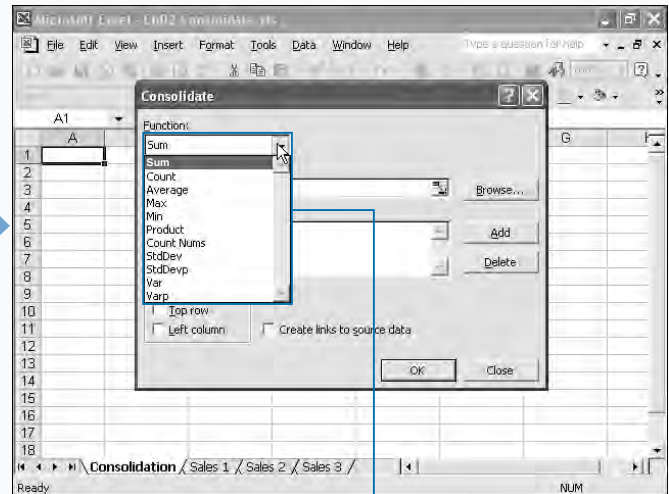 Microsoft Excel - Ch02 Consolidate.xls
File Edit View Insert Format Tools Data Window Help Type a question for help
A1
A G H
Consolidate
Function:
Sum
Sum
Count
Average
Max
Min
Product
Count Nums
StdDev
StdDevp
Var
Varp
Browse...
Add
Delete
Top row
Left column
Create links to source data
OK
Close
1
2
3
4
5
6
7
8
9
10
11
12
13
14
15
16
17
18
Consolidation Sales 1 Sales 2 Sales 3
Ready NUM